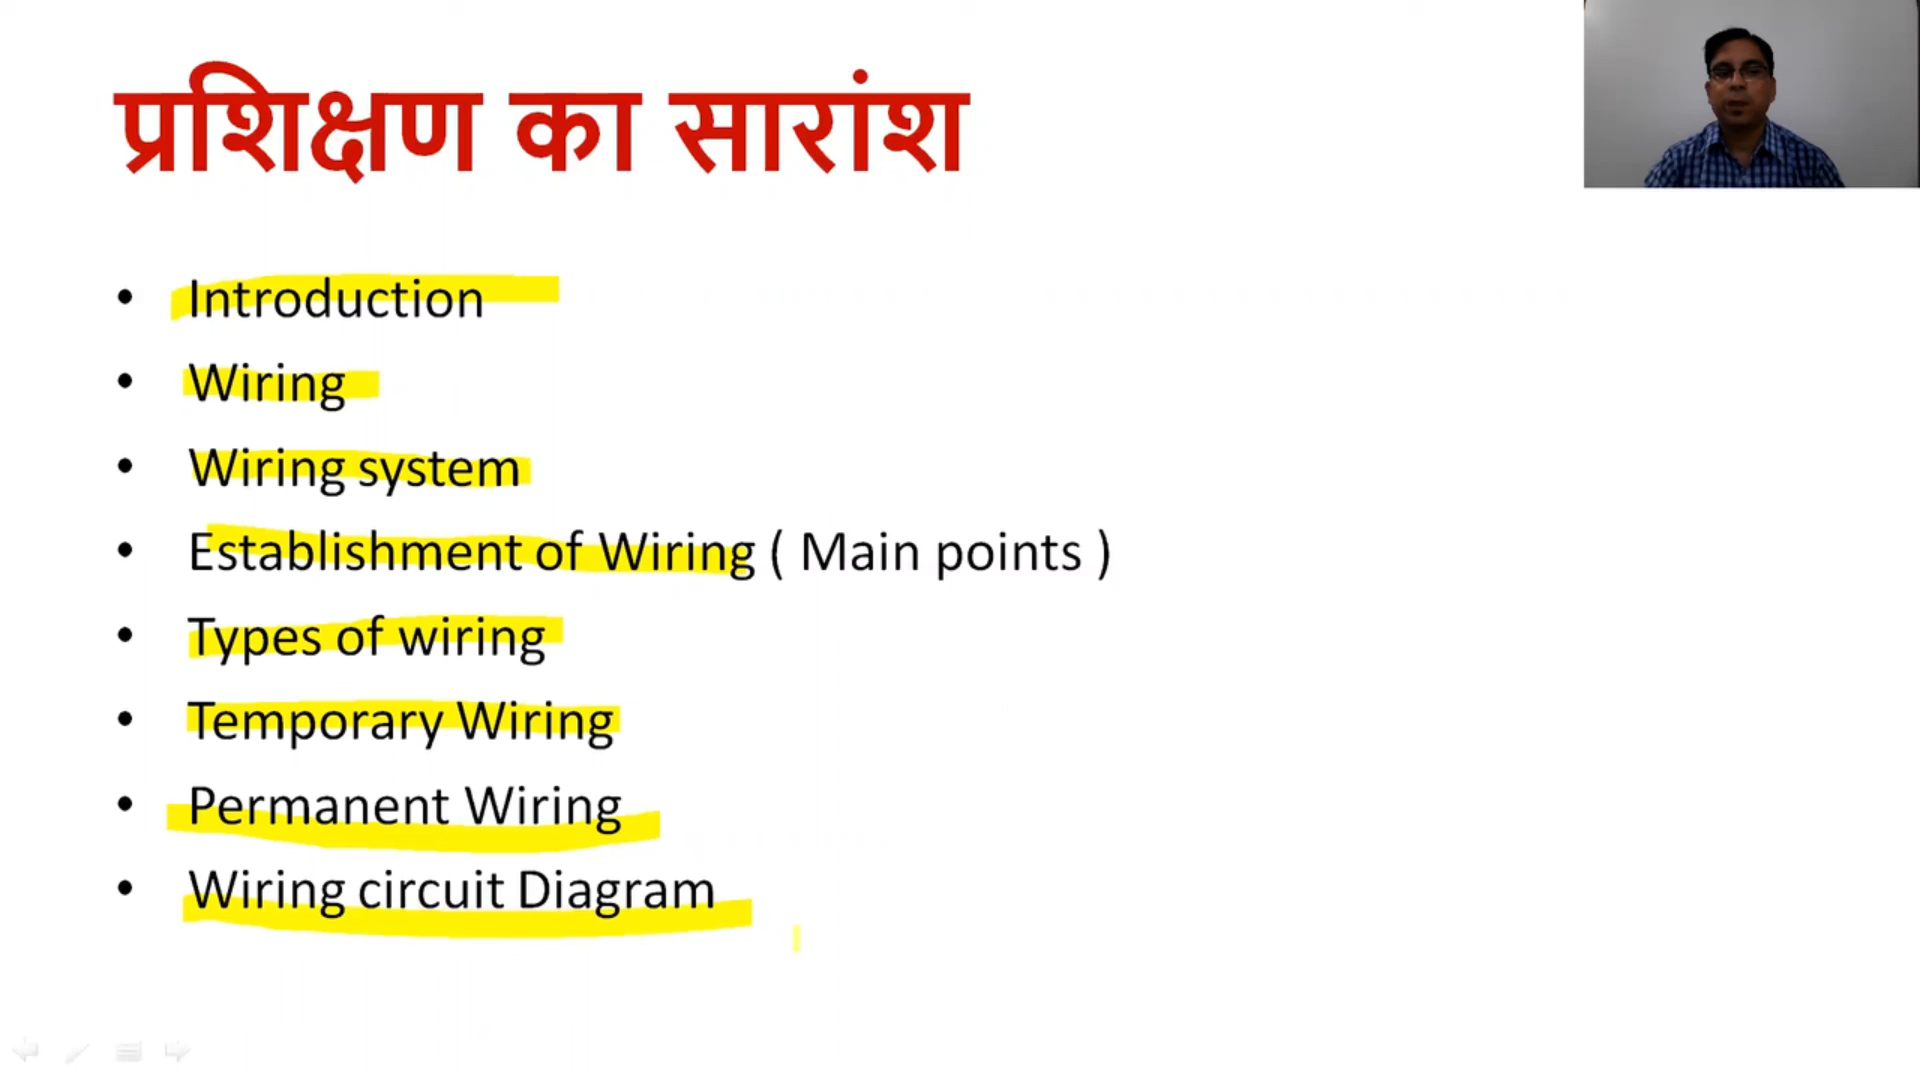 प्रशिक्षण का सारांश
• Introduction
• Wiring
• Wiring system
• Establishment of Wiring ( Main points )
• Types of wiring
• Temporary Wiring
• Permanent Wiring
• Wiring circuit Diagram